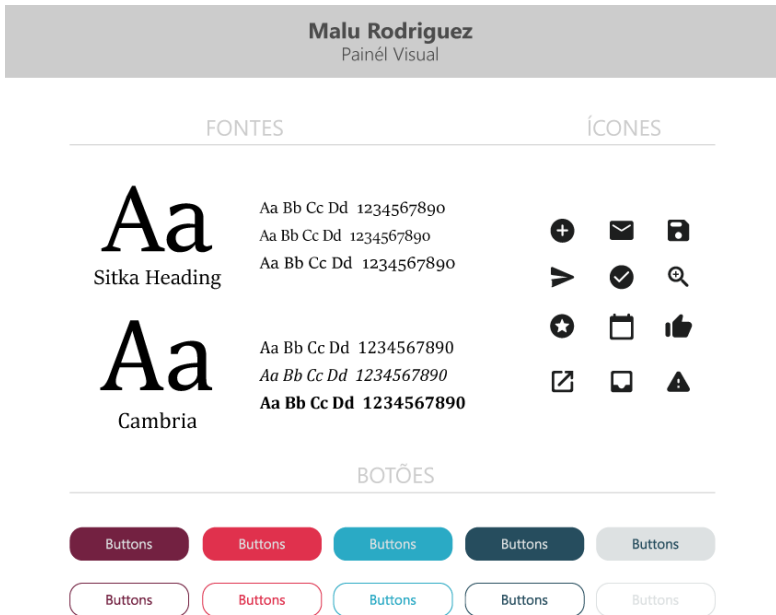 Malu Rodriguez
Painél Visual
FONTES
ÍCONES
Aa
Sitka Heading
Aa Bb Cc Dd 1234567890
Aa Bb Cc Dd 1234567890
Aa Bb Cc Dd 1234567890
Aa
Cambria
Aa Bb Cc Dd 1234567890
Aa Bb Cc Dd 1234567890
Aa Bb Cc Dd 1234567890
BOTÕES
Buttons Buttons Buttons Buttons Buttons
Buttons Buttons Buttons Buttons Buttons